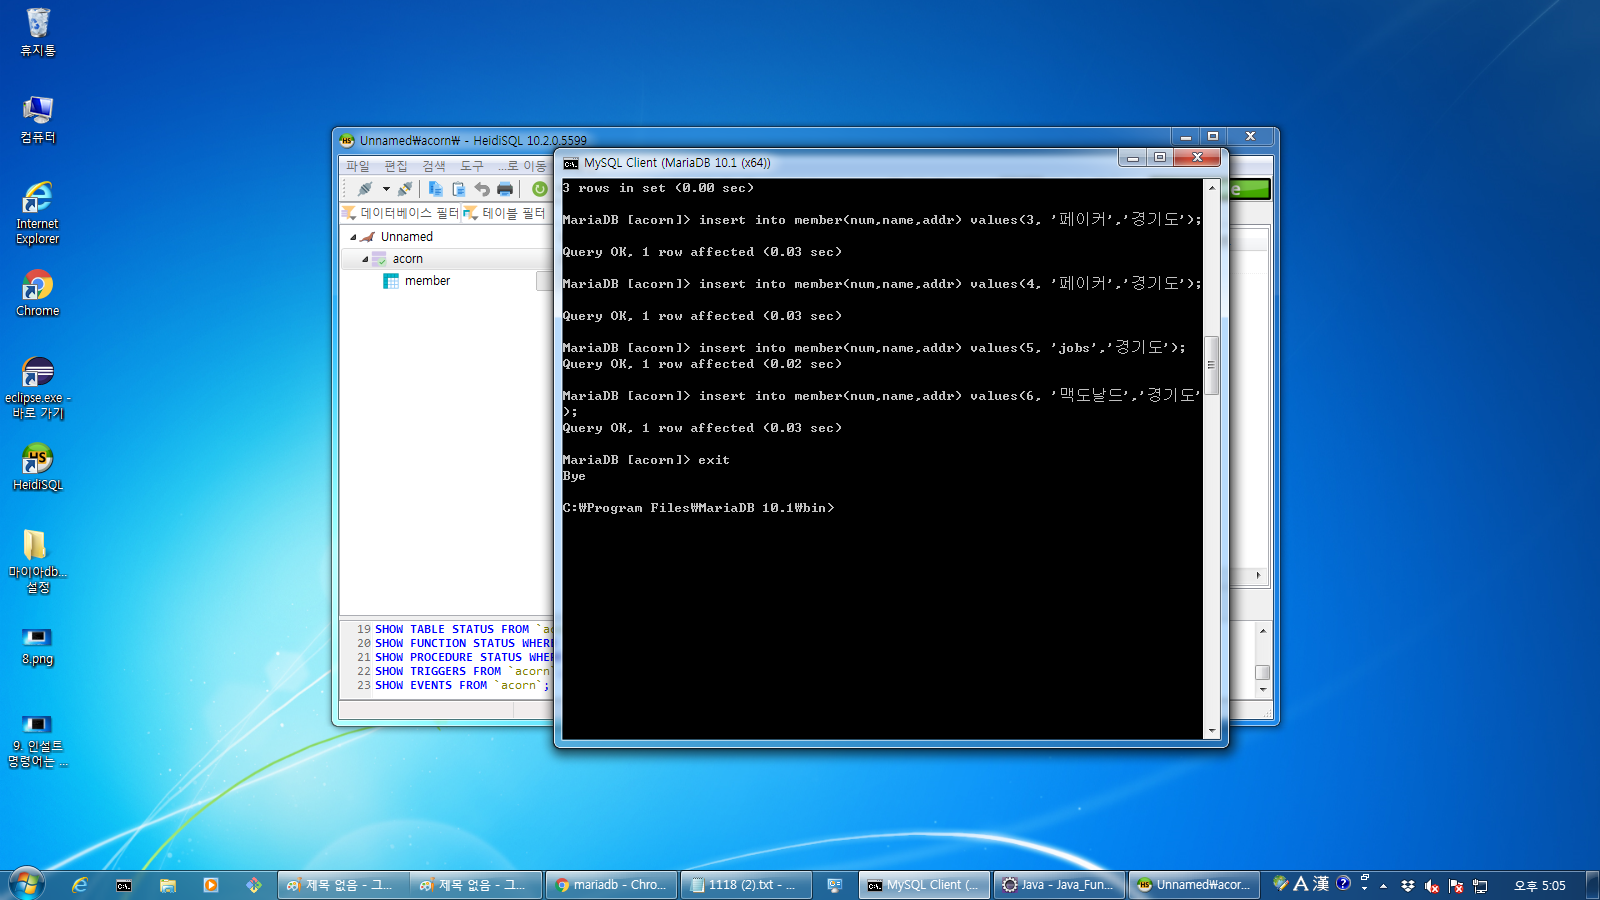 휴지통
컴퓨터
Internet
Explorer
Chrome
eclipse.exe -
바로 가기
HeidiSQL
마이아db...
설정
8.png
9. 인설트
명령어는 ...
Unnamed₩acorn₩ - HeidiSQL 10.2.0.5599
파일 편집 검색 도구 ...로 이동
데이터베이스 필터 테이블 필터
Unnamed
acorn
member
19 SHOW TABLE STATUS FROM
20 SHOW FUNCTION STATUS WHERE
21 SHOW PROCEDURE STATUS WHER
22 SHOW TRIGGERS FROM `acorn`
23 SHOW EVENTS FROM `acorn`;
MySQL Client (MariaDB 10.1 (x64))
3 rows in set (0.00 sec)
MariaDB [acorn]> insert into member(num,name,addr) values(3, '페이커','경기도');
Query OK, 1 row affected (0.03 sec)
MariaDB [acorn]> insert into member(num,name,addr) values(4, '페이커','경기도');
Query OK, 1 row affected (0.03 sec)
MariaDB [acorn]> insert into member(num,name,addr) values(5, 'jobs','경기도');
Query OK, 1 row affected (0.02 sec)
MariaDB [acorn]> insert into member(num,name,addr) values(6, '맥도날드','경기도'
);
Query OK, 1 row affected (0.03 sec)
MariaDB [acorn]> exit
Bye
C:₩Program Files₩MariaDB 10.1₩bin>
제목 없음 - 그...
제목 없음 - 그...
mariadb - Chro...
1118 (2).txt - ...
MySQL Client (...
Java - Java_Fun...
Unnamed₩acor...
A 漢
오후 5:05